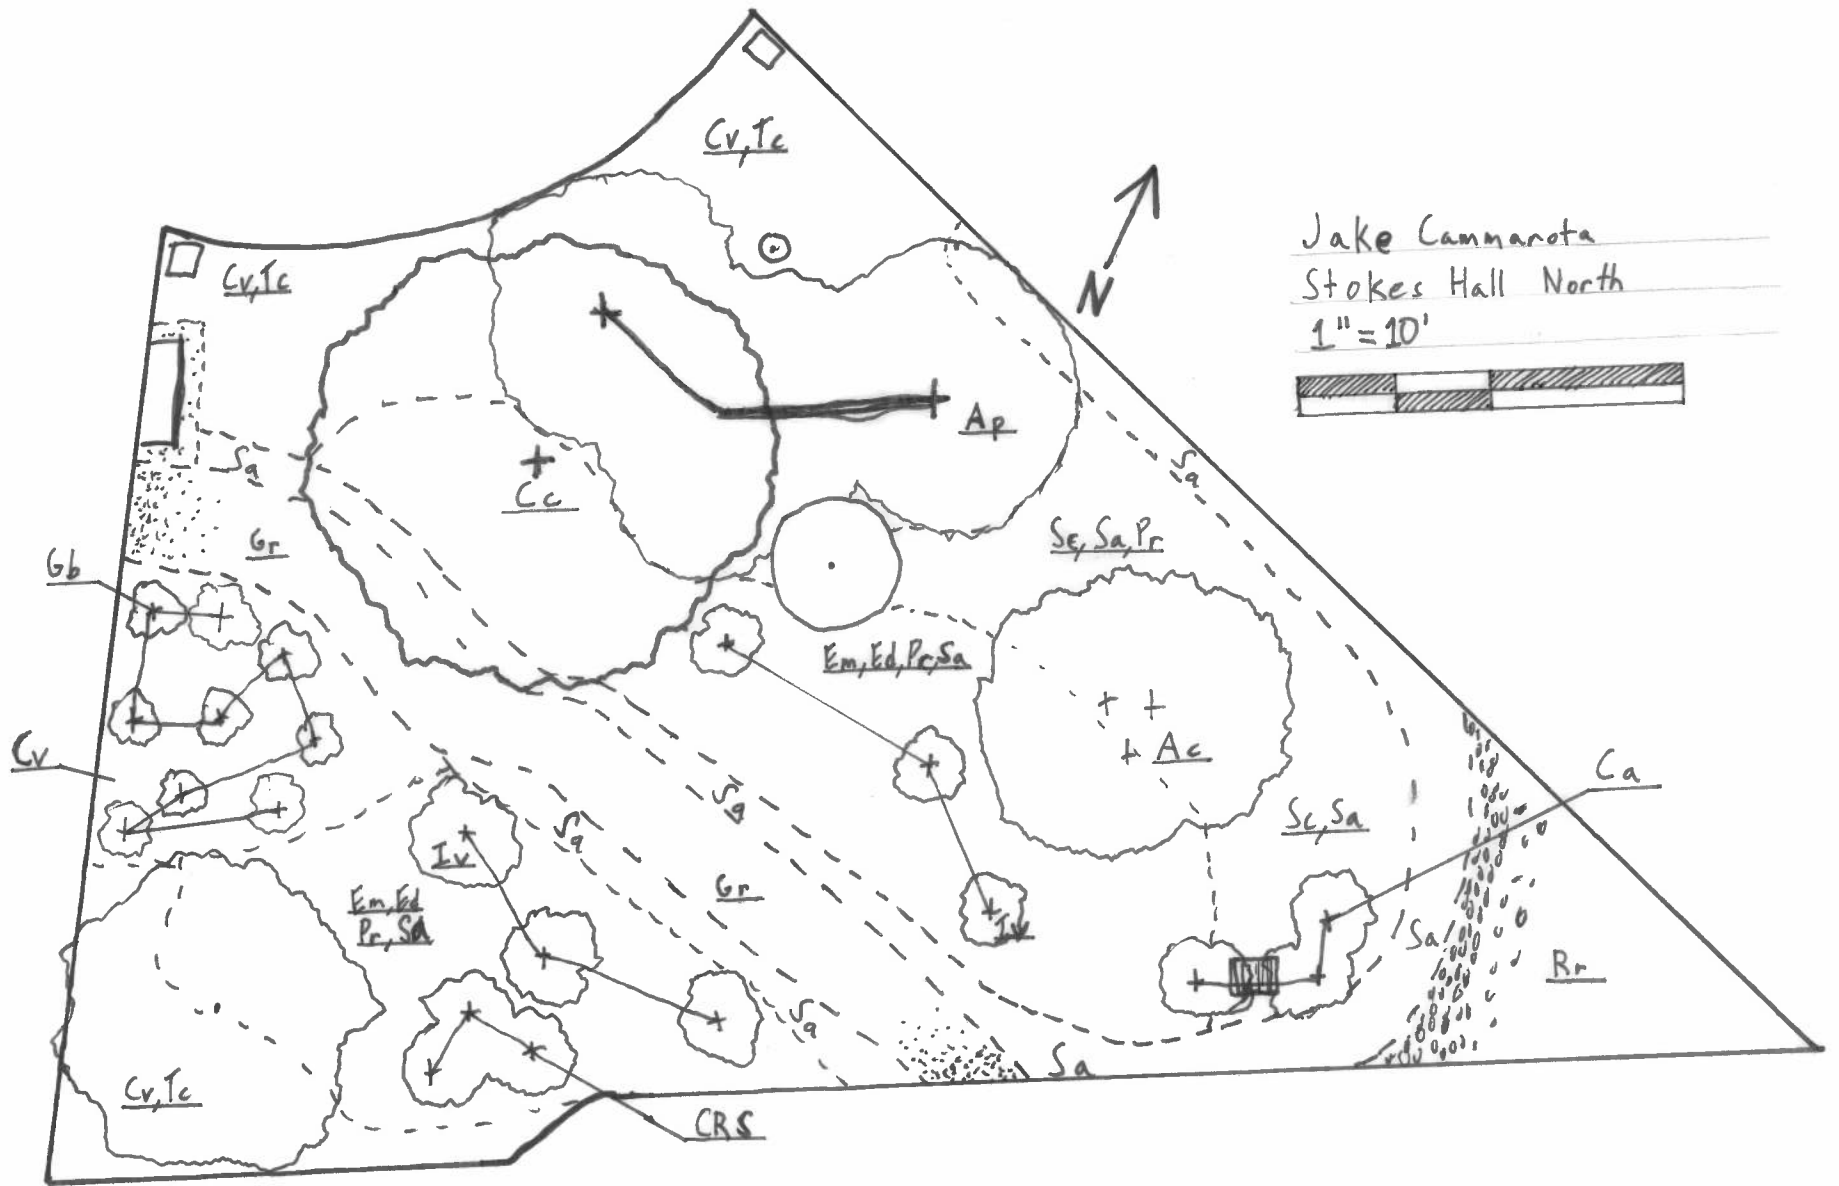 Cv, Tc
Jake Cammarota
Stokes Hall North
1" = 10'
N
Cv, Tc
Ap
Sa
Cc
Sa
Gr
Sc, Sa, Pr
Gb
Em, Ed, Pr, Sa
Cv
Ac
Ca
Sa
Sa
Sc, Sa
Iv
Gr
Em, Ed
Pr, Sa
Iv
Sa
Rr
Sa
Sa
Cv, Tc
CRS